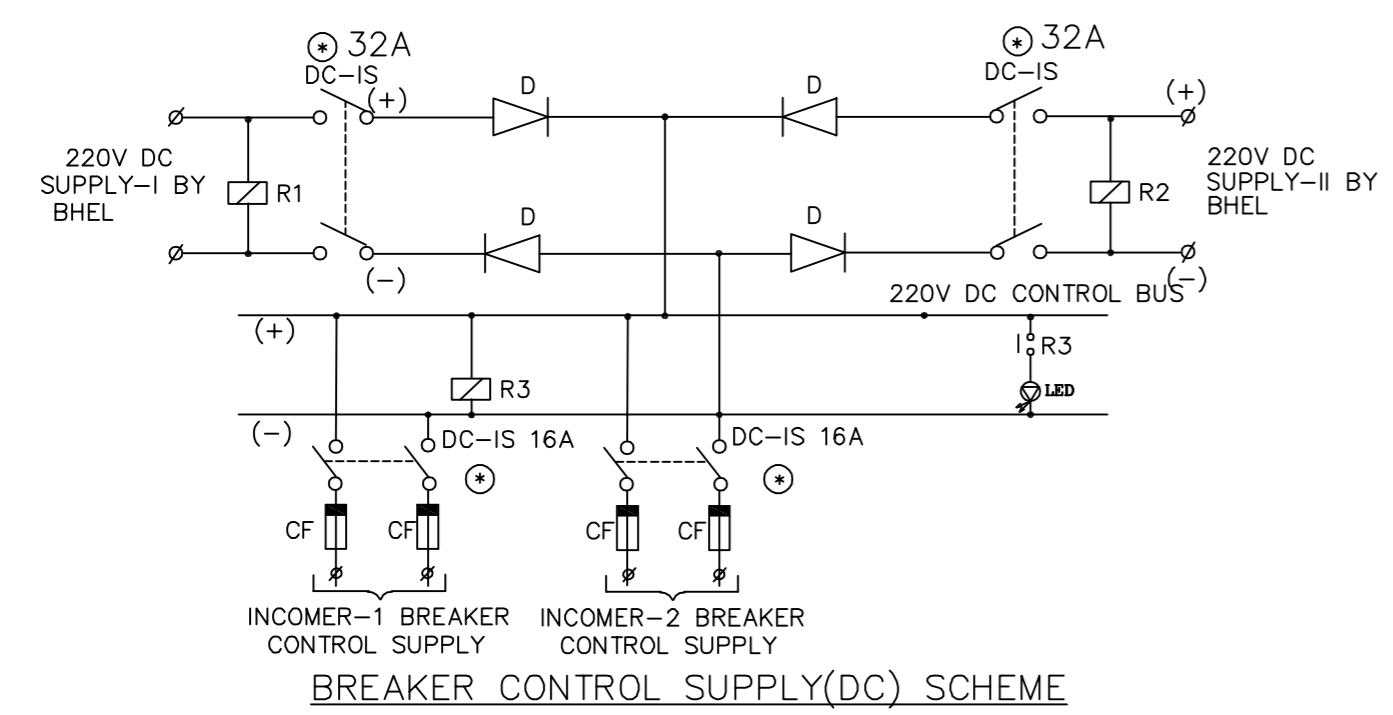 32A
DC-IS
(+)
D
D
32A
DC-IS
(+)
220V DC
SUPPLY-I BY
BHEL
R1
R2
220V DC
SUPPLY-II BY
BHEL
D
D
(-)
(-)
220V DC CONTROL BUS
(+)
R3
R3
LED
(-)
DC-IS 16A
DC-IS 16A
CF
CF
CF
CF
INCOMER-1 BREAKER
CONTROL SUPPLY
INCOMER-2 BREAKER
CONTROL SUPPLY
BREAKER CONTROL SUPPLY(DC) SCHEME